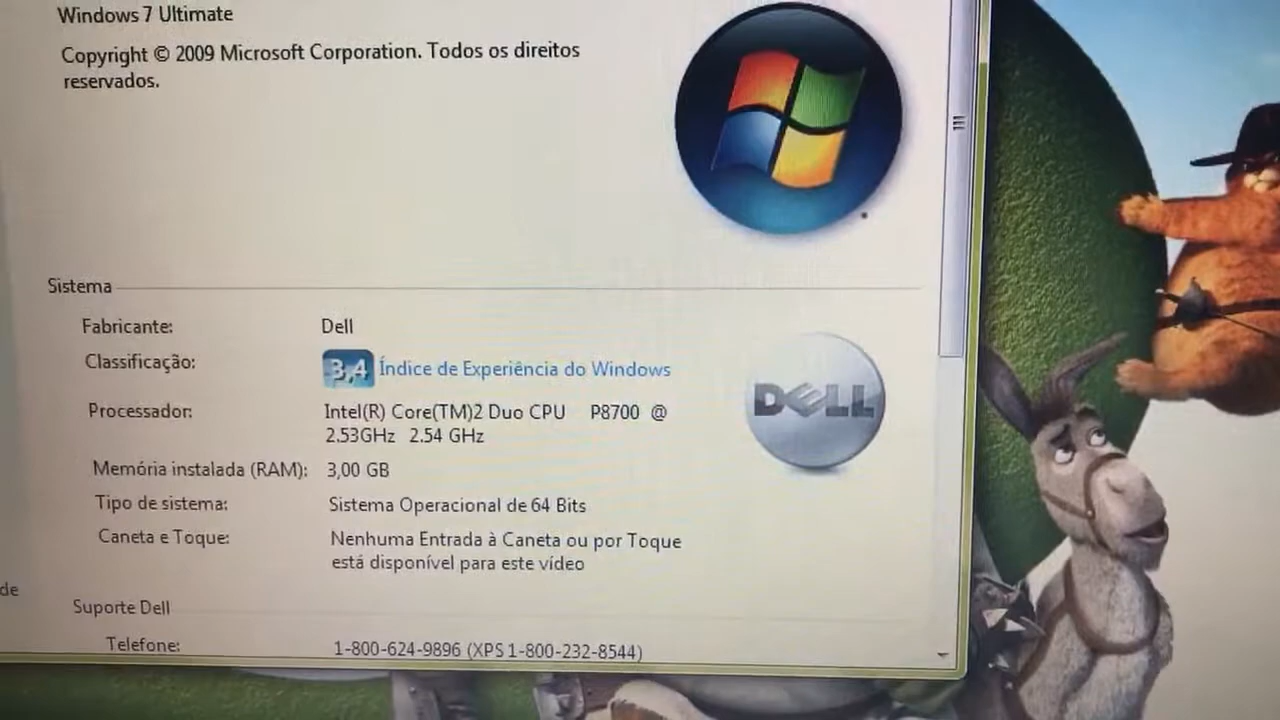 Windows 7 Ultimate
Copyright © 2009 Microsoft Corporation. Todos os direitos
reservados.
Sistema
Fabricante: Dell
Classificação: 3,4 Índice de Experiência do Windows
Processador: Intel(R) Core(TM)2 Duo CPU P8700 @
2.53GHz 2.54 GHz
DELL
Memória instalada (RAM): 3,00 GB
Tipo de sistema: Sistema Operacional de 64 Bits
Caneta e Toque: Nenhuma Entrada à Caneta ou por Toque
está disponível para este vídeo
de
Suporte Dell
Telefone: 1-800-624-9896 (XPS 1-800-232-8544)